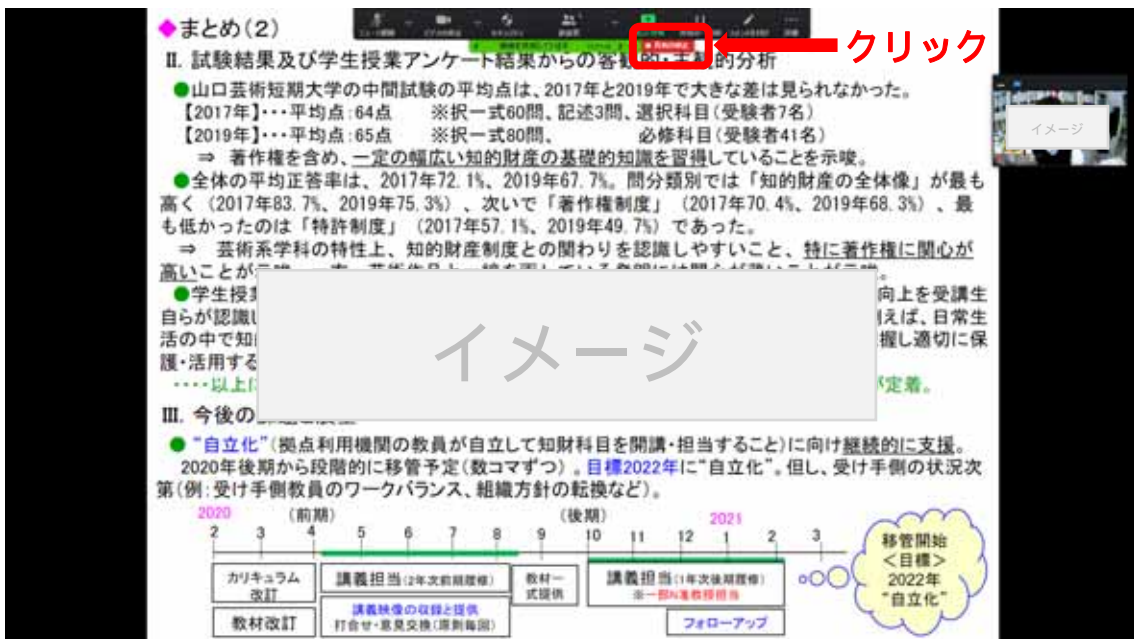 ◆まとめ(2)
共有の停止
クリック
Ⅱ. 試験結果及び学生授業アンケート結果からの客観的・主観的分析
●山口芸術短期大学の中間試験の平均点は、2017年と2019年で大きな差は見られなかった。
【2017年】・・・平均点:64点 ※択一式60問、記述3問、選択科目(受験者7名)
【2019年】・・・平均点:65点 ※択一式80問、 必修科目(受験者41名)
⇒ 著作権を含め、一定の幅広い知的財産の基礎的知識を習得していることを示唆。
イメージ
●全体の平均正答率は、2017年72.1%、2019年67.7%。問分類別では「知的財産の全体像」が最も
高く(2017年83.7%、2019年75.3%)、次いで「著作権制度」(2017年70.4%、2019年68.3%)、最
も低かったのは「特許制度」(2017年57.1%、2019年49.7%)であった。
⇒ 芸術系学科の特性上、知的財産制度との関わりを認識しやすいこと、特に著作権に関心が
高いことが
●学生授 向上を受講生
自らが認識 えば、日常生
活の中で知 握し適切に保
護・活用する
イメージ
・・・・以上 が定着。
Ⅲ. 今後の
● “自立化”(拠点利用機関の教員が自立して知財科目を開講・担当すること)に向け継続的に支援。
2020年後期から段階的に移管予定(数コマずつ)。目標2022年に“自立化”。但し、受け手側の状況次
第(例:受け手側教員のワークバランス、組織方針の転換など)。
2020 (前期) (後期) 2021
2 3 4 5 6 7 8 9 10 11 12 1 2 3
カリキュラム
改訂
教材改訂
講義担当(2年次前期履修)
講義映像の収録と提供
打合せ・意見交換(原則毎回)
教材一
式提供
講義担当(1年次後期履修)
※一部N准教授担当
フォローアップ
移管開始
<目標>
2022年
“自立化”